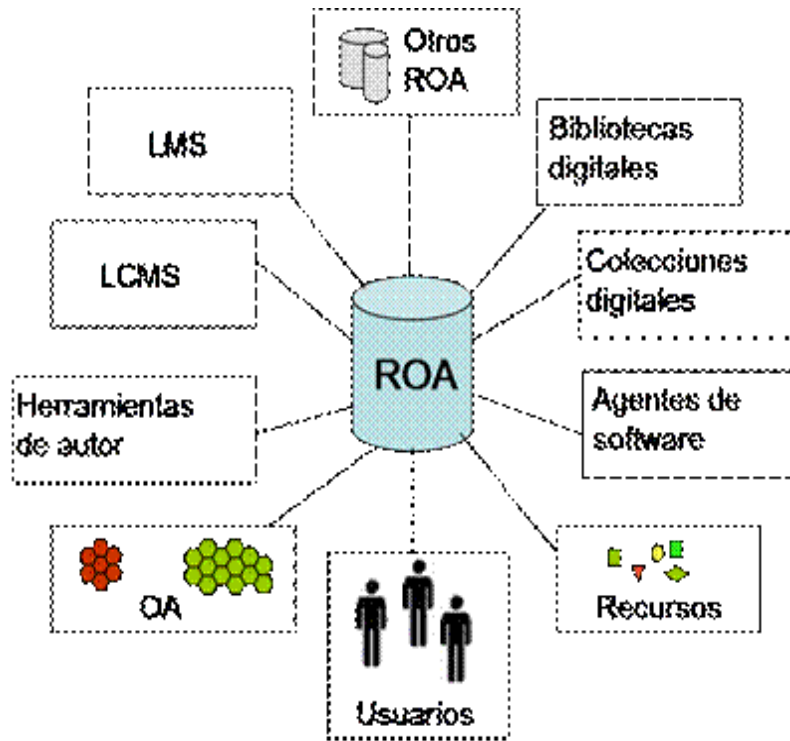 Otros
ROA
LMS
Bibliotecas
digitales
LCMS
Colecciones
digitales
ROA
Herramientas
de autor
Agentes de
software
OA
Recursos
Usuarios